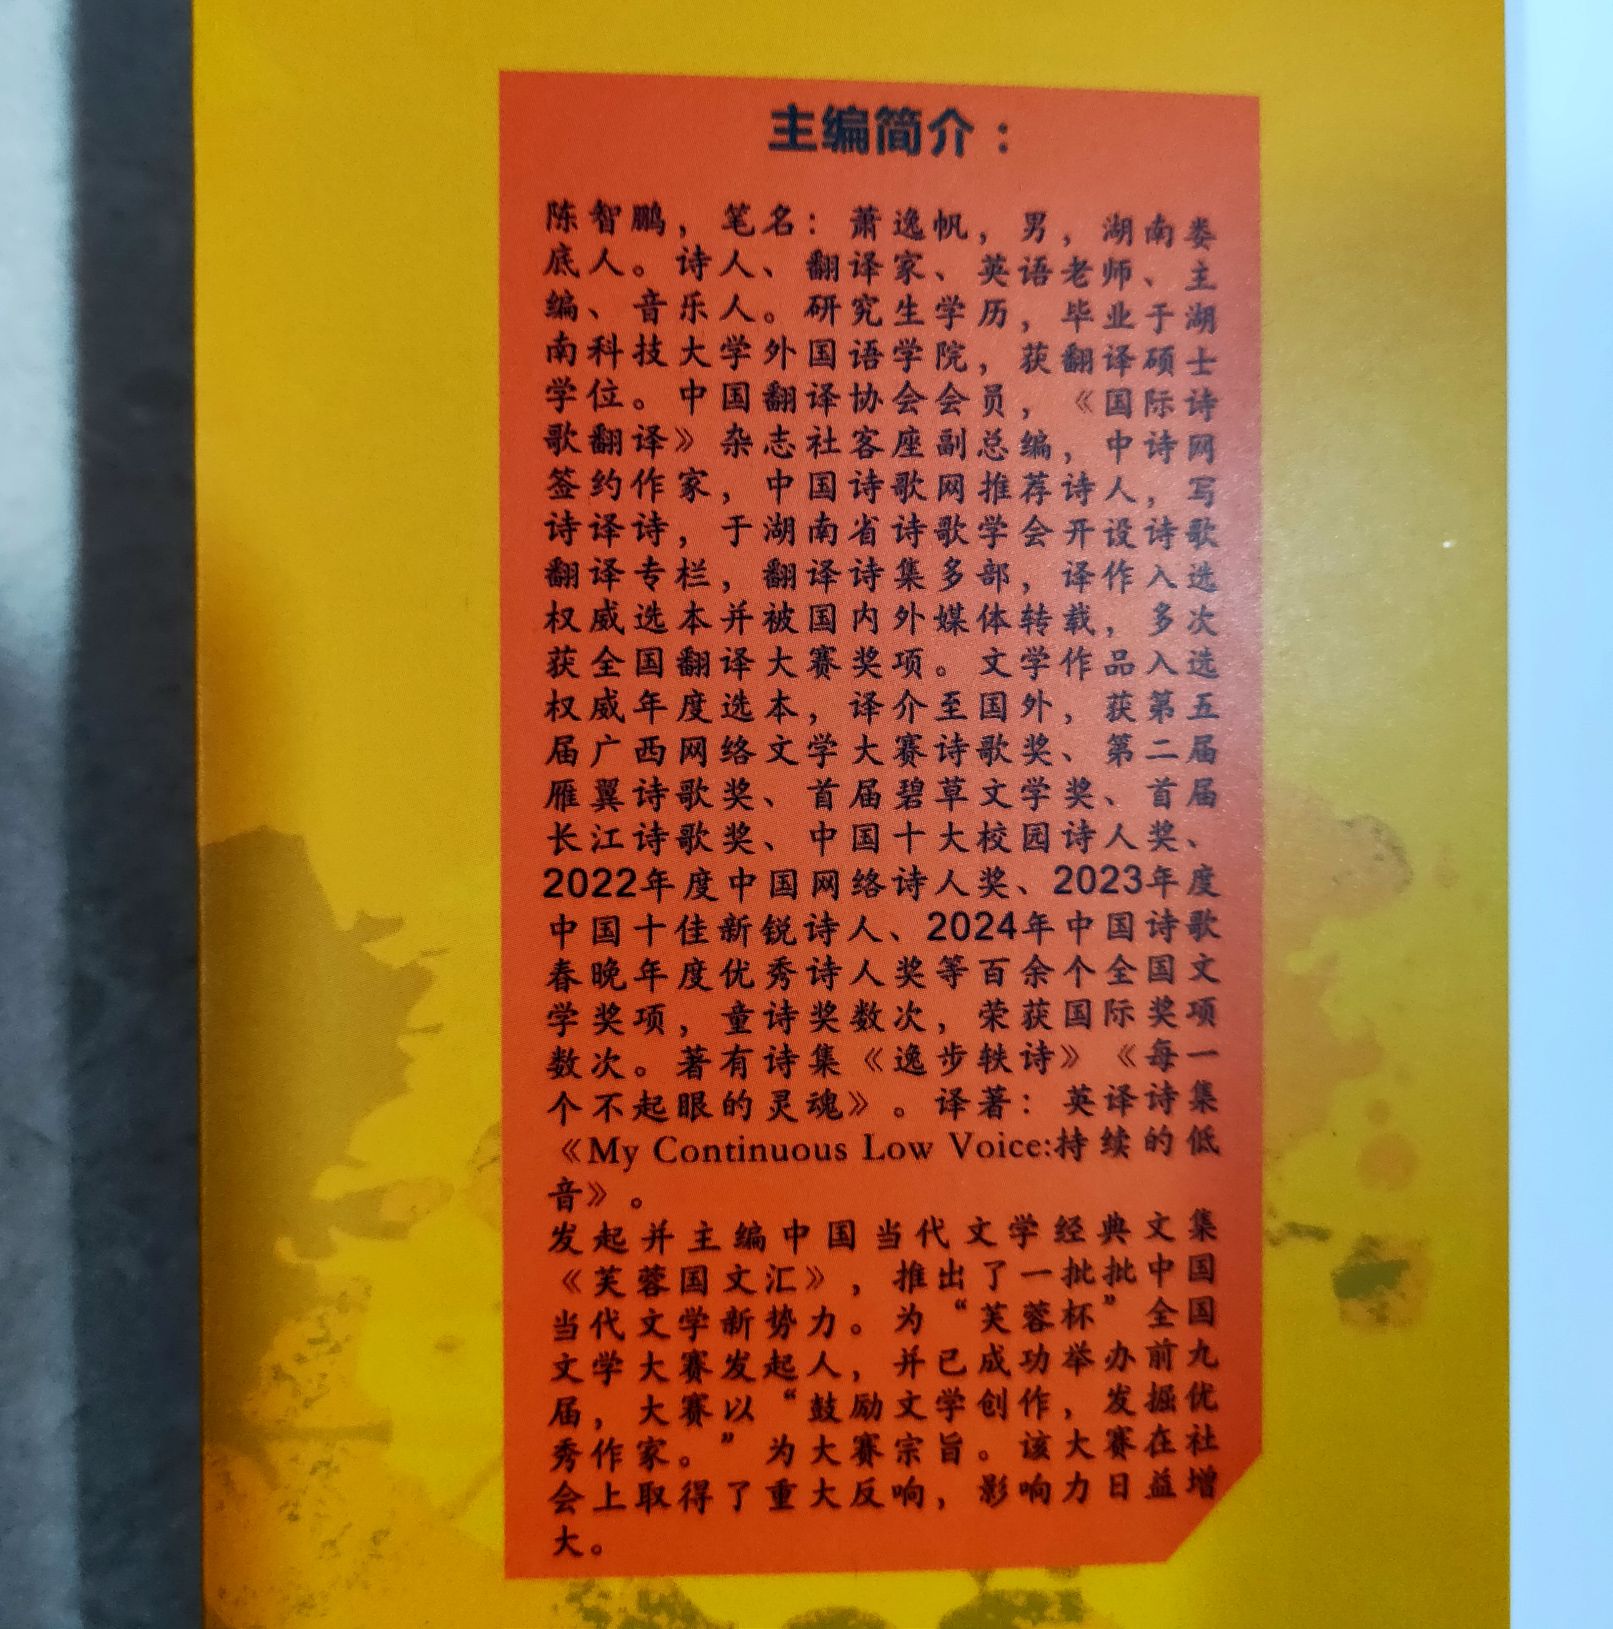 主编简介：
陈智鹏，笔名：萧逸帆，男，湖南娄
底人。诗人、翻译家、英语老师、主
编、音乐人。研究生学历，毕业于湖
南科技大学外国语学院，获翻译硕士
学位。中国翻译协会会员，《国际诗
歌翻译》杂志社客座副总编，中诗网
签约作家，中国诗歌网推荐诗人，写
诗译诗，于湖南省诗歌学会开设诗歌
翻译专栏，翻译诗集多部，译作入选
权威选本并被国内外媒体转载，多次
获全国翻译大赛奖项。文学作品入选
权威年度选本，译介至国外，获第五
届广西网络文学大赛诗歌奖、第二届
雁翼诗歌奖、首届碧草文学奖、首届
长江诗歌奖、中国十大校园诗人奖、
2022年度中国网络诗人奖、2023年度
中国十佳新锐诗人、2024年中国诗歌
春晚年度优秀诗人奖等百余个全国文
学奖项，童诗奖数次，荣获国际奖项
数次。著有诗集《逸步轶诗》《每一
个不起眼的灵魂》。译著：英译诗集
《My Continuous Low Voice:持续的低
音》。
发起并主编中国当代文学经典文集
《芙蓉国文汇》，推出了一批批中国
当代文学新势力。为“芙蓉杯”全国
文学大赛发起人，并已成功举办前九
届，大赛以“鼓励文学创作，发掘优
秀作家。”为大赛宗旨。该大赛在社
会上取得了重大反响，影响力日益增
大。